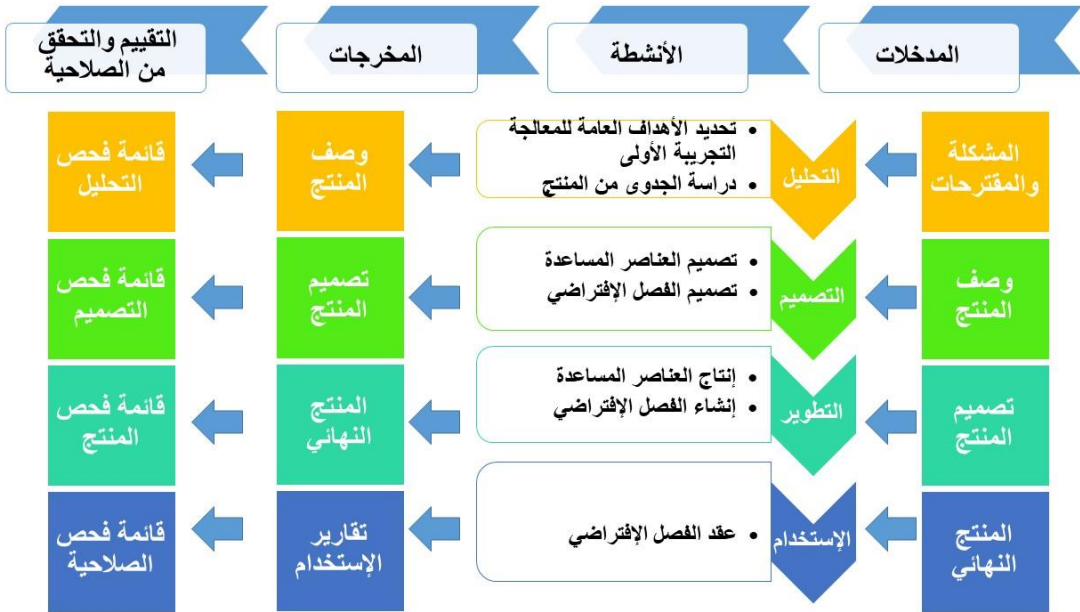 المدخلات
الأنشطة
المخرجات
التقييم والتحقق
من الصلاحية
المشكلة
والمقترحات
التحليل
• تحديد الأهداف العامة للمعالجة
التجريبة الأولى
• دراسة الجدوى من المنتج
وصف
المنتج
قائمة فحص
التحليل
وصف
المنتج
التصميم
• تصميم العناصر المساعدة
• تصميم الفصل الإفتراضي
تصميم
المنتج
قائمة فحص
التصميم
تصميم
المنتج
التطوير
• إنتاج العناصر المساعدة
• إنشاء الفصل الإفتراضي
المنتج
النهائي
قائمة فحص
المنتج
المنتج
النهائي
الإستخدام
• عقد الفصل الإفتراضي
تقارير
الإستخدام
قائمة فحص
الصلاحية